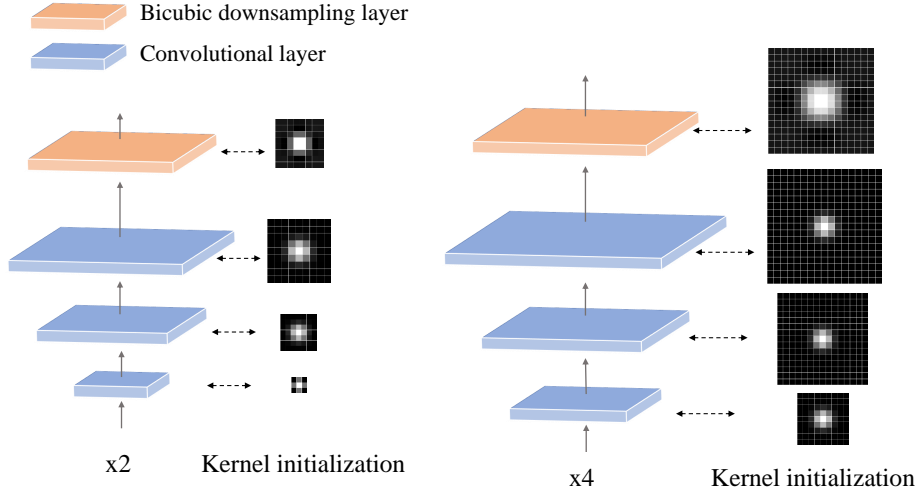 Bicubic downsampling layer
Convolutional layer
x2
Kernel initialization
x4
Kernel initialization